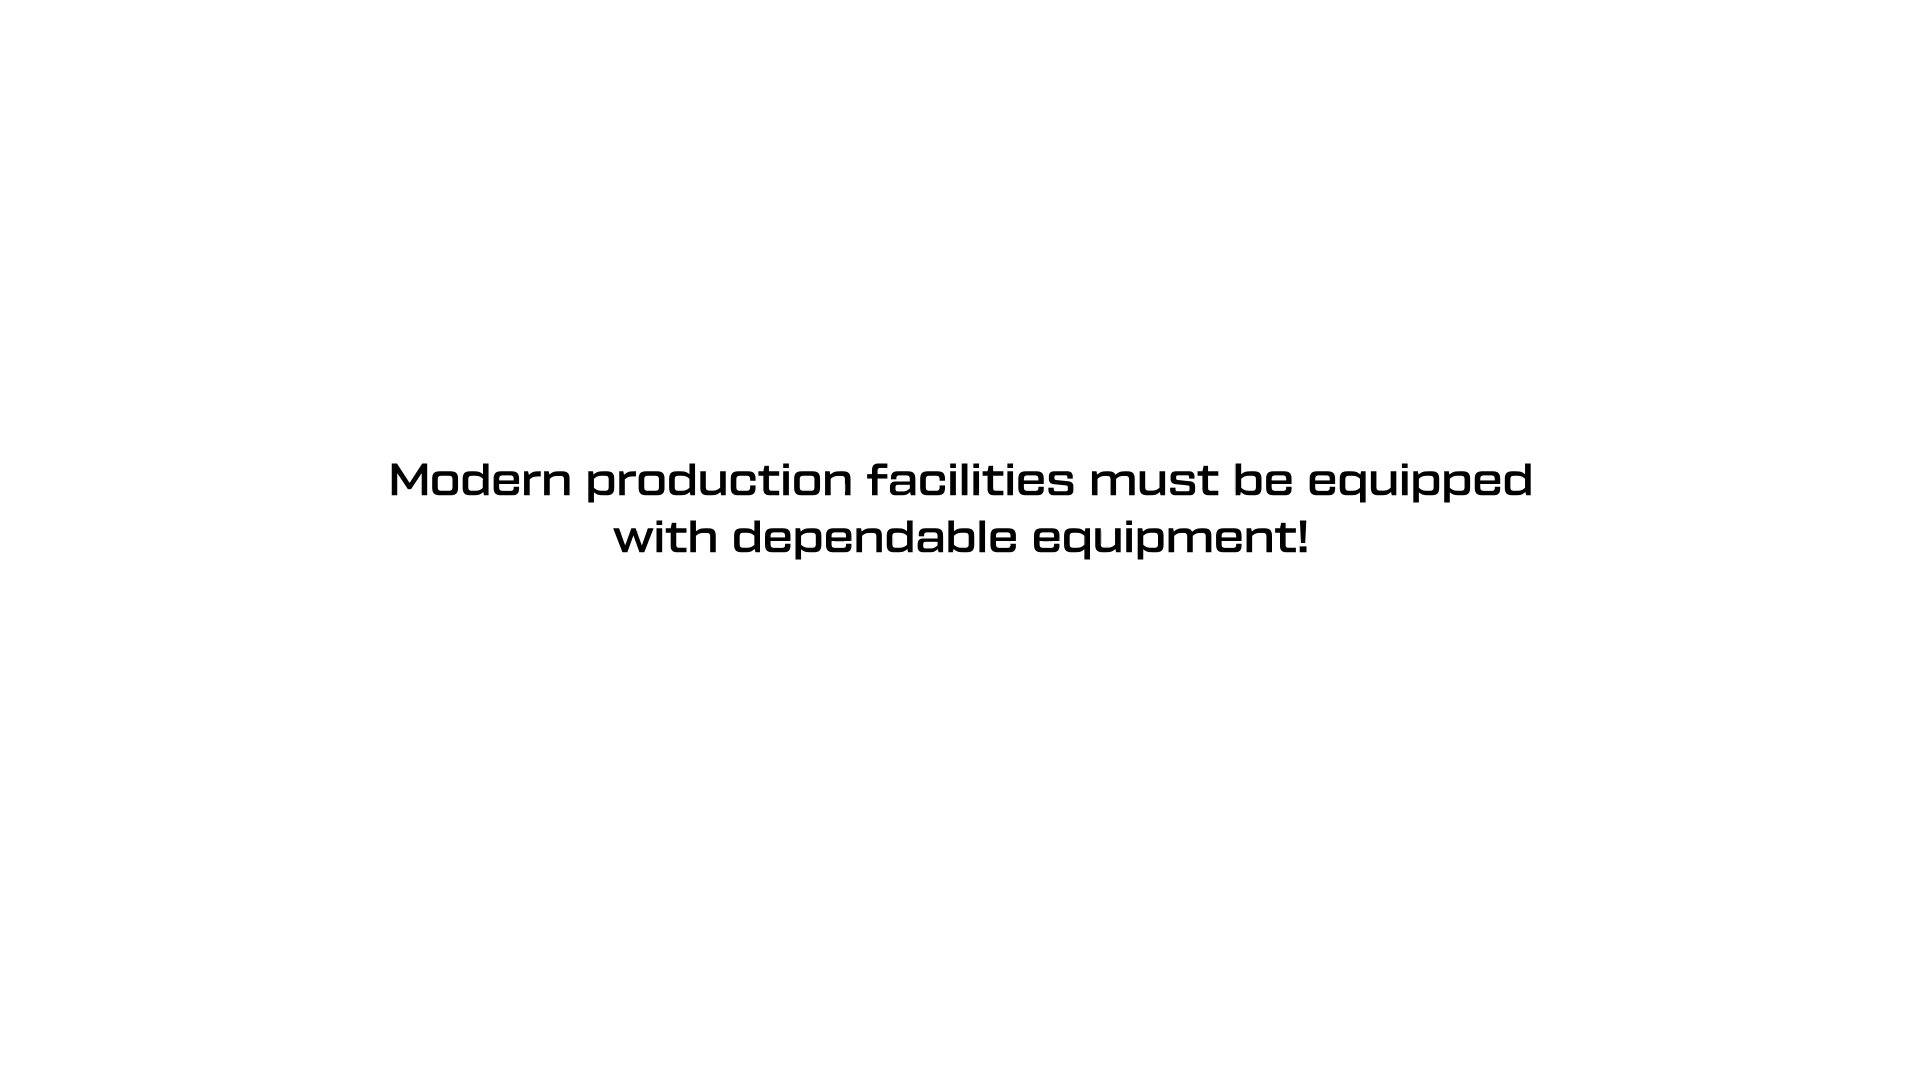 Modern production facilities must be equipped
with dependable equipment!